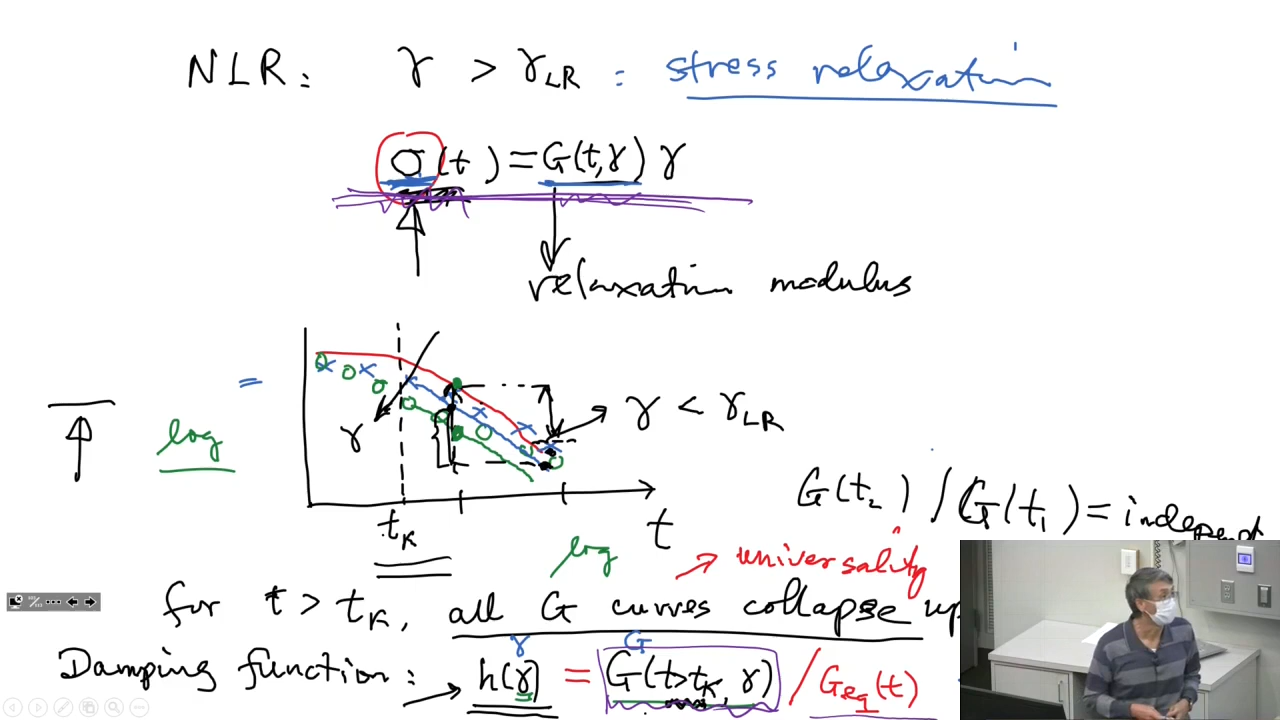 NLR: γ > γLR : stress relaxation
σ(t) = G(t,γ) γ
relaxation modulus
=
γ < γLR
log
γ
G(t2) / G(t1) = independ
tK
t
log
universality
for t > tK, all G curves collapse up
γ
G
Damping function: h(γ) = G(t>tK, γ) / Geq(t)